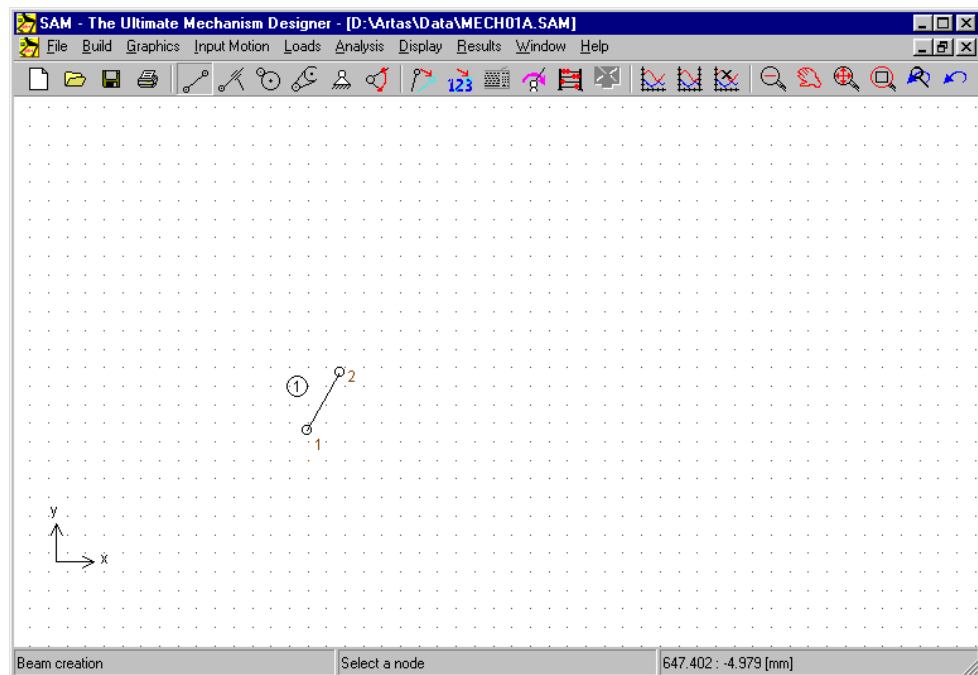 SAM - The Ultimate Mechanism Designer - [D:\Artas\Data\MECH01A.SAM]
File Build Graphics Input Motion Loads Analysis Display Results Window Help
123
1
2
1
y
x
Beam creation Select a node 647.402 : -4.979 [mm]